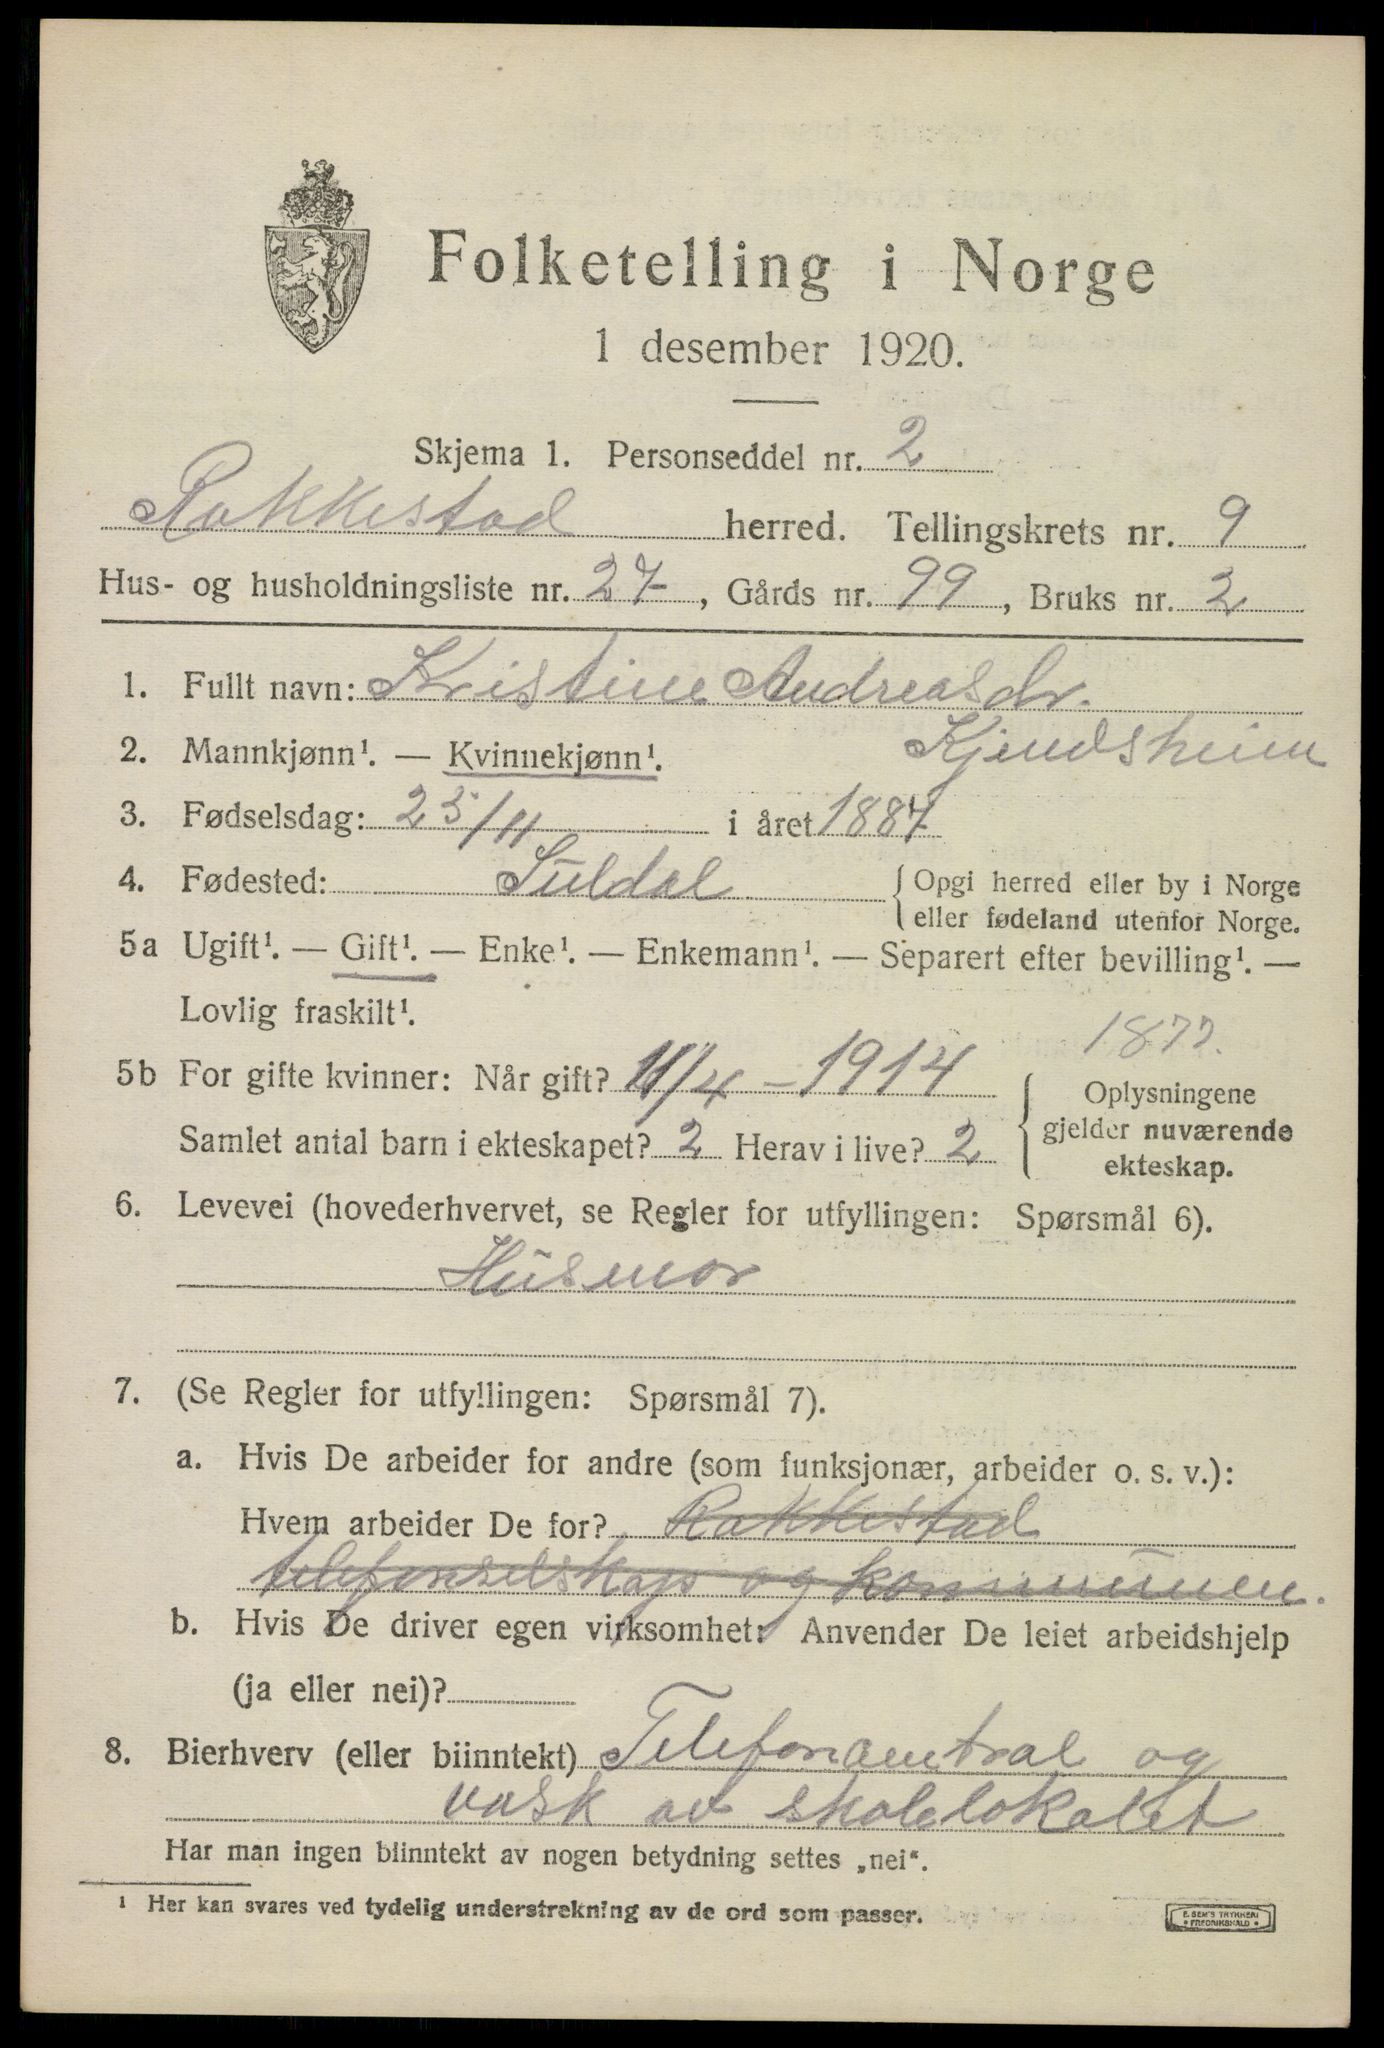 Folketelling i Norge
1 desember 1920.
Skjema 1. Personseddel nr. 2
Rakkestad herred. Tellingskrets nr. 9
Hus- og husholdningsliste nr. 27, Gårds nr. 99, Bruks nr. 2
1. Fullt navn: Kristine Andreasdr.
Kjendsheim
2. Mannkjønn¹. — Kvinnekjønn¹.
3. Fødselsdag: 25/11 i året 1887
4. Fødested: Suldal { Opgi herred eller by i Norge
eller fødeland utenfor Norge.
5a Ugift¹. — Gift¹. — Enke¹. — Enkemann¹. — Separert efter bevilling¹. —
Lovlig fraskilt¹.
1877.
5b For gifte kvinner: Når gift? 11/4 - 1914
Samlet antal barn i ekteskapet? 2 Herav i live? 2
{ Oplysningene
gjelder nuværende
ekteskap.
6. Levevei (hovederhvervet, se Regler for utfyllingen: Spørsmål 6).
Husmor
7. (Se Regler for utfyllingen: Spørsmål 7).
a. Hvis De arbeider for andre (som funksjonær, arbeider o. s. v.):
Hvem arbeider De for? Rakkestad
telefonselskap og kommunen.
b. Hvis De driver egen virksomhet: Anvender De leiet arbeidshjelp
(ja eller nei)?
8. Bierhverv (eller biinntekt) Telefoncentral og
vask av skolelokalet
Har man ingen biinntekt av nogen betydning settes „nei“.
¹ Her kan svares ved tydelig understrekning av de ord som passer.
E. SEM'S TRYKKERI
• FREDRIKSHALD •